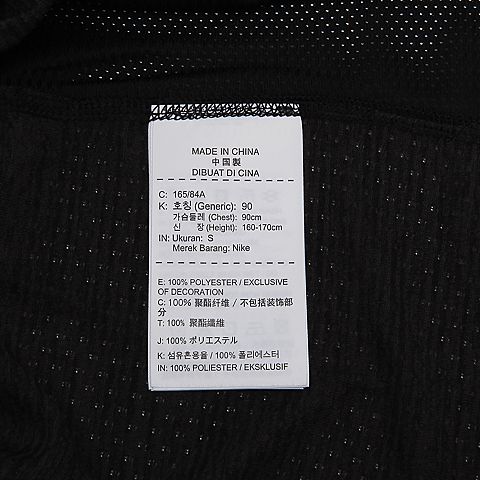 MADE IN CHINA
中国製
DIBUAT DI CINA
C: 165/84A
K: 호칭 (Generic): 90
가슴둘레 (Chest): 90cm
신 장 (Height): 160-170cm
IN: Ukuran: S
Merek Barang: Nike
E: 100% POLYESTER / EXCLUSIVE
OF DECORATION
C: 100% 聚酯纤维 / 不包括装饰部
分
T: 100% 聚酯纖維
J: 100% ポリエステル
K: 섬유혼용율 / 100% 폴리에스터
IN: 100% POLIESTER / EKSKLUSIF